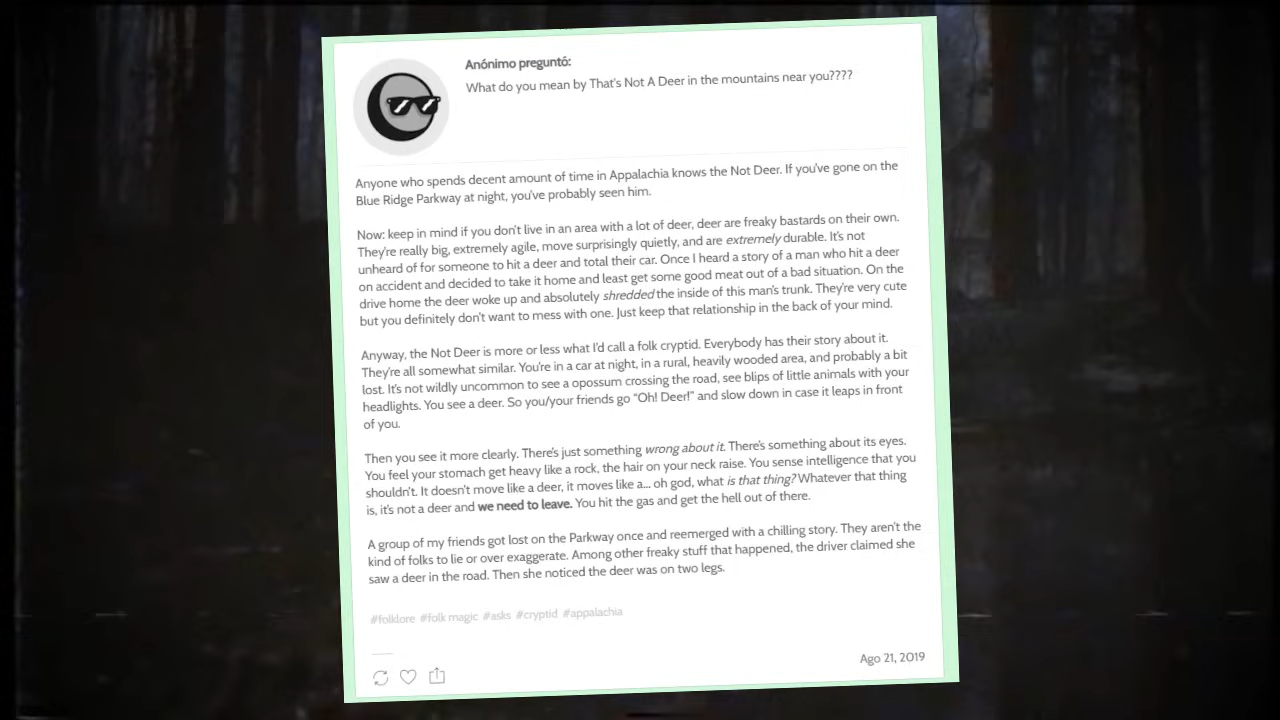 Anónimo preguntó:
What do you mean by That's Not A Deer in the mountains near you????
Anyone who spends decent amount of time in Appalachia knows the Not Deer. If you've gone on the
Blue Ridge Parkway at night, you've probably seen him.
Now: keep in mind if you don't live in an area with a lot of deer, deer are freaky bastards on their own.
They're really big, extremely agile, move surprisingly quietly, and are extremely durable. It's not
unheard of for someone to hit a deer and total their car. Once I heard a story of a man who hit a deer
on accident and decided to take it home and least get some good meat out of a bad situation. On the
drive home the deer woke up and absolutely shredded the inside of this man's trunk. They're very cute
but you definitely don't want to mess with one. Just keep that relationship in the back of your mind.
Anyway, the Not Deer is more or less what I'd call a folk cryptid. Everybody has their story about it.
They're all somewhat similar. You're in a car at night, in a rural, heavily wooded area, and probably a bit
lost. It's not wildly uncommon to see a opossum crossing the road, see blips of little animals with your
headlights. You see a deer. So you/your friends go "Oh! Deer!" and slow down in case it leaps in front
of you.
Then you see it more clearly. There's just something wrong about it. There's something about its eyes.
You feel your stomach get heavy like a rock, the hair on your neck raise. You sense intelligence that you
shouldn't. It doesn't move like a deer, it moves like a... oh god, what is that thing? Whatever that thing
is, it's not a deer and we need to leave. You hit the gas and get the hell out of there.
A group of my friends got lost on the Parkway once and reemerged with a chilling story. They aren't the
kind of folks to lie or over exaggerate. Among other freaky stuff that happened, the driver claimed she
saw a deer in the road. Then she noticed the deer was on two legs.
#folklore #folk magic #asks #cryptid #appalachia
Ago 21, 2019